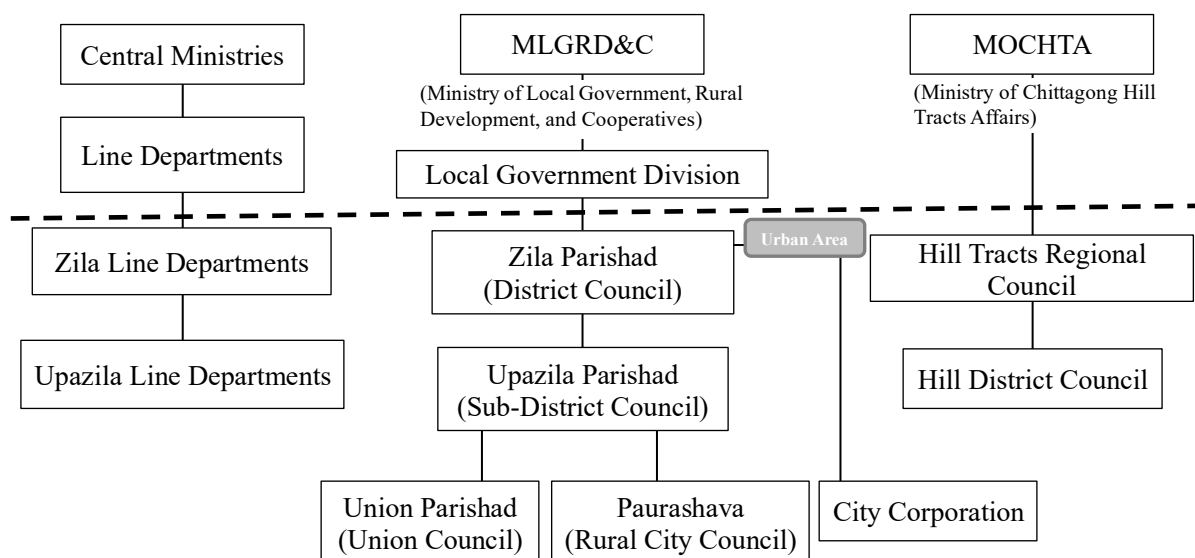 Central Ministries
MLGRD&C
MOCHTA
(Ministry of Local Government, Rural
Development, and Cooperatives)
(Ministry of Chittagong Hill
Tracts Affairs)
Line Departments
Local Government Division
Urban Area
Zila Line Departments
Zila Parishad
(District Council)
Hill Tracts Regional
Council
Upazila Line Departments
Upazila Parishad
(Sub-District Council)
Hill District Council
Union Parishad
(Union Council)
Paurashava
(Rural City Council)
City Corporation